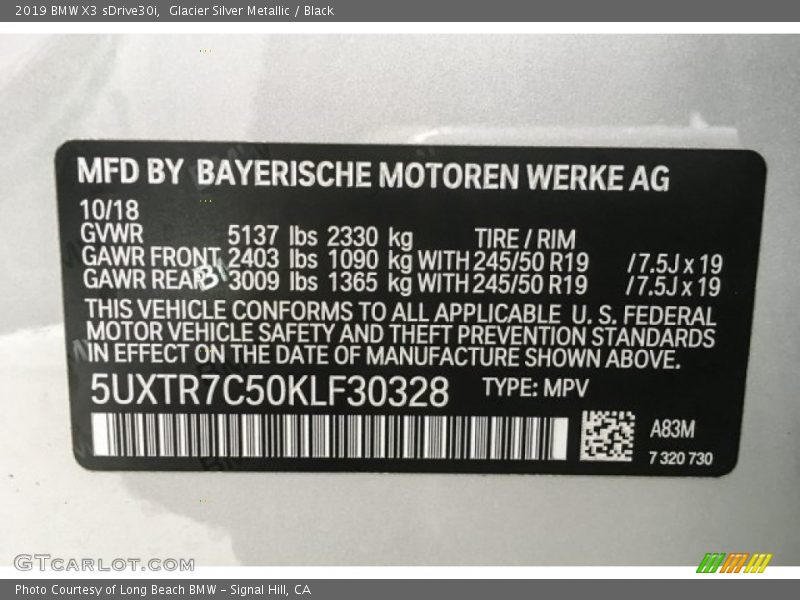 2019 BMW X3 sDrive30i,  Glacier Silver Metallic / Black
MFD BY BAYERISCHE MOTOREN WERKE AG
10/18
GVWR 5137 lbs 2330 kg TIRE / RIM
GAWR FRONT 2403 lbs 1090 kg WITH 245/50 R19 /7.5J x 19
GAWR REAR 3009 lbs 1365 kg WITH 245/50 R19 /7.5J x 19
THIS VEHICLE CONFORMS TO ALL APPLICABLE U. S. FEDERAL
MOTOR VEHICLE SAFETY AND THEFT PREVENTION STANDARDS
IN EFFECT ON THE DATE OF MANUFACTURE SHOWN ABOVE.
5UXTR7C50KLF30328 TYPE: MPV
A83M
7 320 730
GTCARLOT.COM
Photo Courtesy of Long Beach BMW - Signal Hill, CA